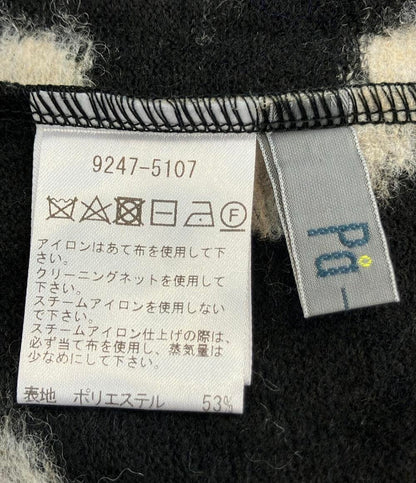 9247-5107
F
アイロンはあて布を使用して下
さい。
クリーニングネットを使用して
下さい。
スチームアイロンを使用しない
で下さい。
スチームアイロン仕上げの際は、
必ず当て布を使用し、蒸気量は
少なめにして下さい。
表地 ポリエステル 53%
Pa-